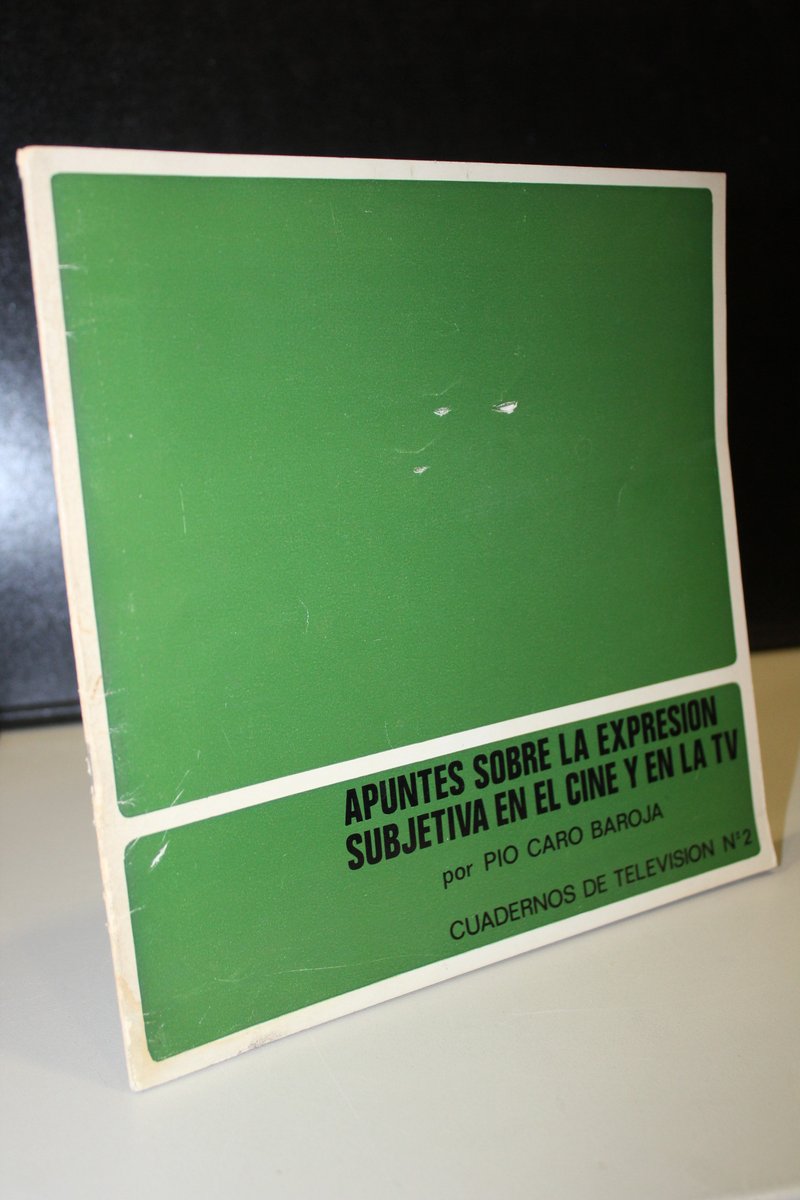 APUNTES SOBRE LA EXPRESION
SUBJETIVA EN EL CINE Y EN LA TV
por PIO CARO BAROJA
CUADERNOS DE TELEVISION Nº2